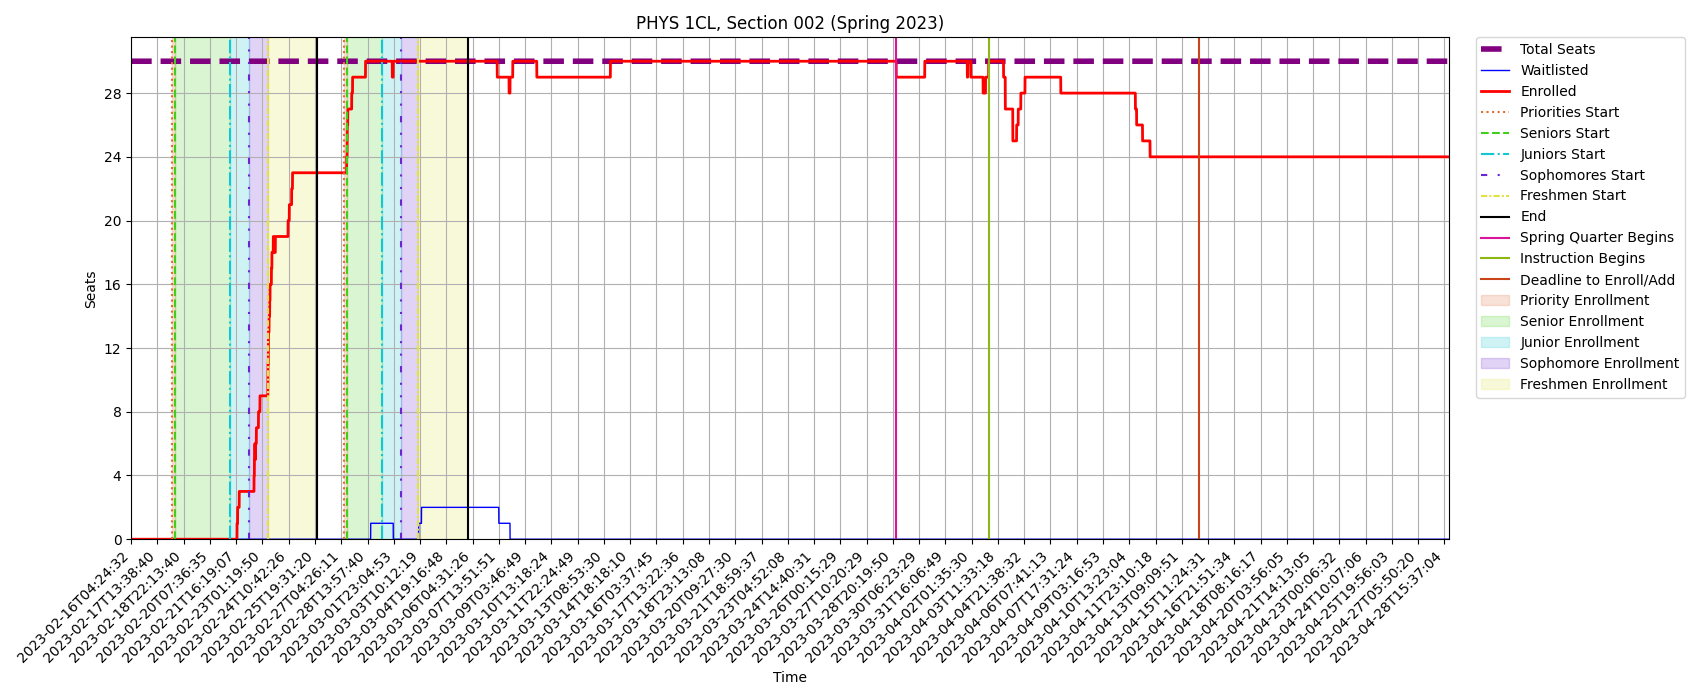 PHYS 1CL, Section 002 (Spring 2023)
Seats
28
24
20
16
12
8
4
0
2023-02-16T04:24:32
2023-02-17T13:38:40
2023-02-18T22:13:40
2023-02-20T07:36:35
2023-02-21T16:19:07
2023-02-23T01:19:50
2023-02-24T10:42:26
2023-02-25T19:31:20
2023-02-27T04:26:11
2023-02-28T13:57:40
2023-03-01T23:04:53
2023-03-03T10:12:19
2023-03-04T19:16:48
2023-03-06T04:31:26
2023-03-07T13:51:51
2023-03-09T03:46:49
2023-03-10T13:18:24
2023-03-11T22:24:49
2023-03-13T08:53:30
2023-03-14T18:18:10
2023-03-16T03:37:45
2023-03-17T13:22:36
2023-03-18T22:13:08
2023-03-20T09:27:30
2023-03-21T18:59:37
2023-03-23T04:52:08
2023-03-24T14:40:31
2023-03-26T00:15:29
2023-03-27T10:20:29
2023-03-28T20:19:50
2023-03-30T06:23:29
2023-03-31T16:06:49
2023-04-02T01:35:30
2023-04-03T11:33:18
2023-04-04T21:38:32
2023-04-06T07:41:13
2023-04-07T17:31:24
2023-04-09T03:16:53
2023-04-10T13:23:04
2023-04-11T23:10:18
2023-04-13T09:09:51
2023-04-15T11:24:31
2023-04-16T21:51:34
2023-04-18T08:16:17
2023-04-20T03:56:05
2023-04-21T14:13:05
2023-04-23T00:06:32
2023-04-24T10:07:06
2023-04-25T19:56:03
2023-04-27T05:50:20
2023-04-28T15:37:04
Time
Total Seats
Waitlisted
Enrolled
Priorities Start
Seniors Start
Juniors Start
Sophomores Start
Freshmen Start
End
Spring Quarter Begins
Instruction Begins
Deadline to Enroll/Add
Priority Enrollment
Senior Enrollment
Junior Enrollment
Sophomore Enrollment
Freshmen Enrollment